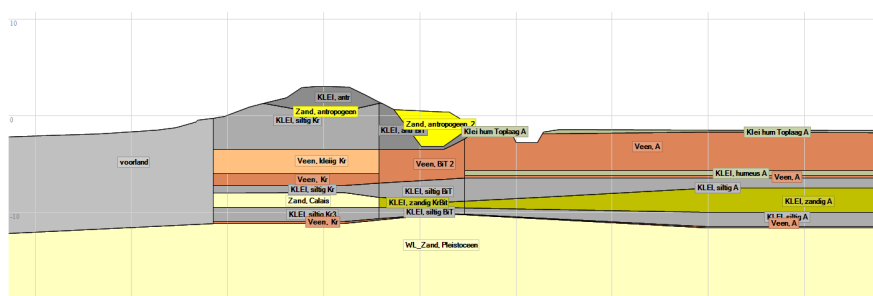 10
KLEI, antr
Zand, antropogeen
KLEI, siltig Kr
Zand, antropogeen_2
KLEI, antr BiT
Klei hum Toplaag A
Klei hum Toplaag A
Veen, A
0
voorland
Veen, kleiig Kr
Veen, BiT 2
Veen, Kr
KLEI, humeus A
Veen, A
KLEI, siltig Kr
KLEI, siltig BiT
KLEI, siltig A
Zand, Calais
KLEI, zandig KrBit
KLEI, zandig A
-10
KLEI, siltig Kr3
KLEI, siltig BiT
KLEI, siltig A
Veen, Kr
Veen, A
WL_Zand, Pleistoceen